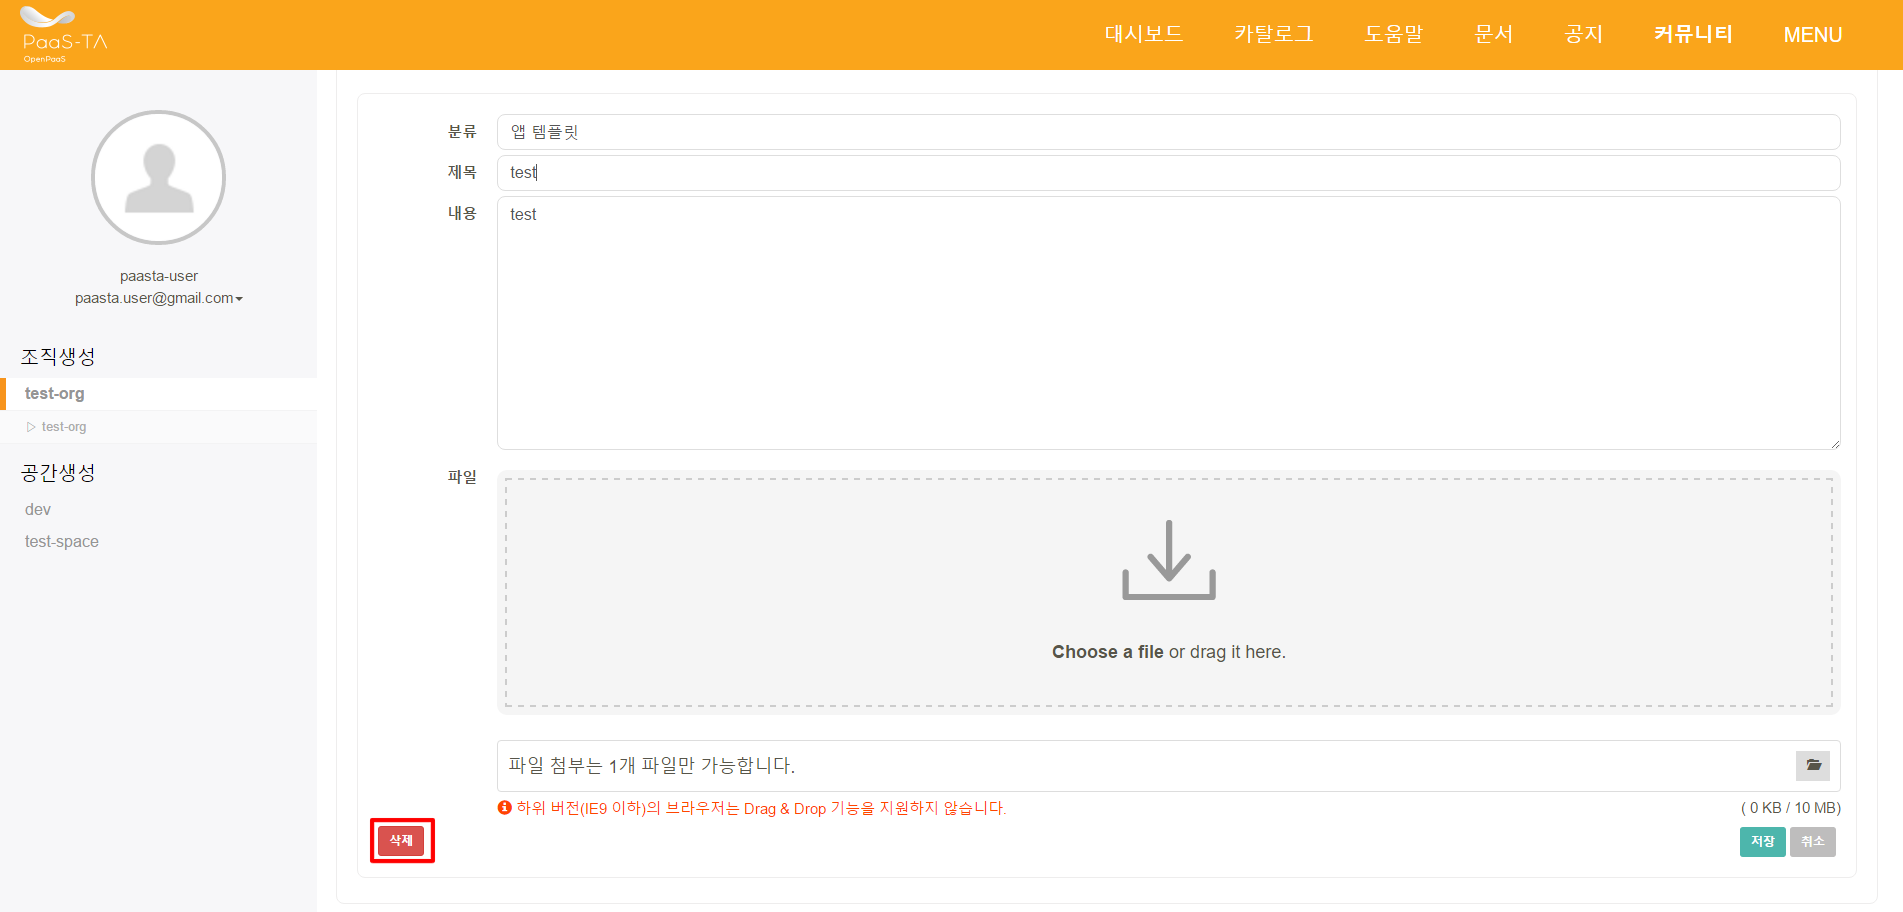 PaaS-TA
OpenPaaS
대시보드 카탈로그 도움말 문서 공지 커뮤니티 MENU
paasta-user
paasta.user@gmail.com
조직생성
test-org
test-org
공간생성
dev
test-space
분류 앱 템플릿
제목 test
내용 test
파일
Choose a file or drag it here.
파일 첨부는 1개 파일만 가능합니다.
하위 버전(IE9 이하)의 브라우저는 Drag & Drop 기능을 지원하지 않습니다. ( 0 KB / 10 MB)
삭제 저장 취소